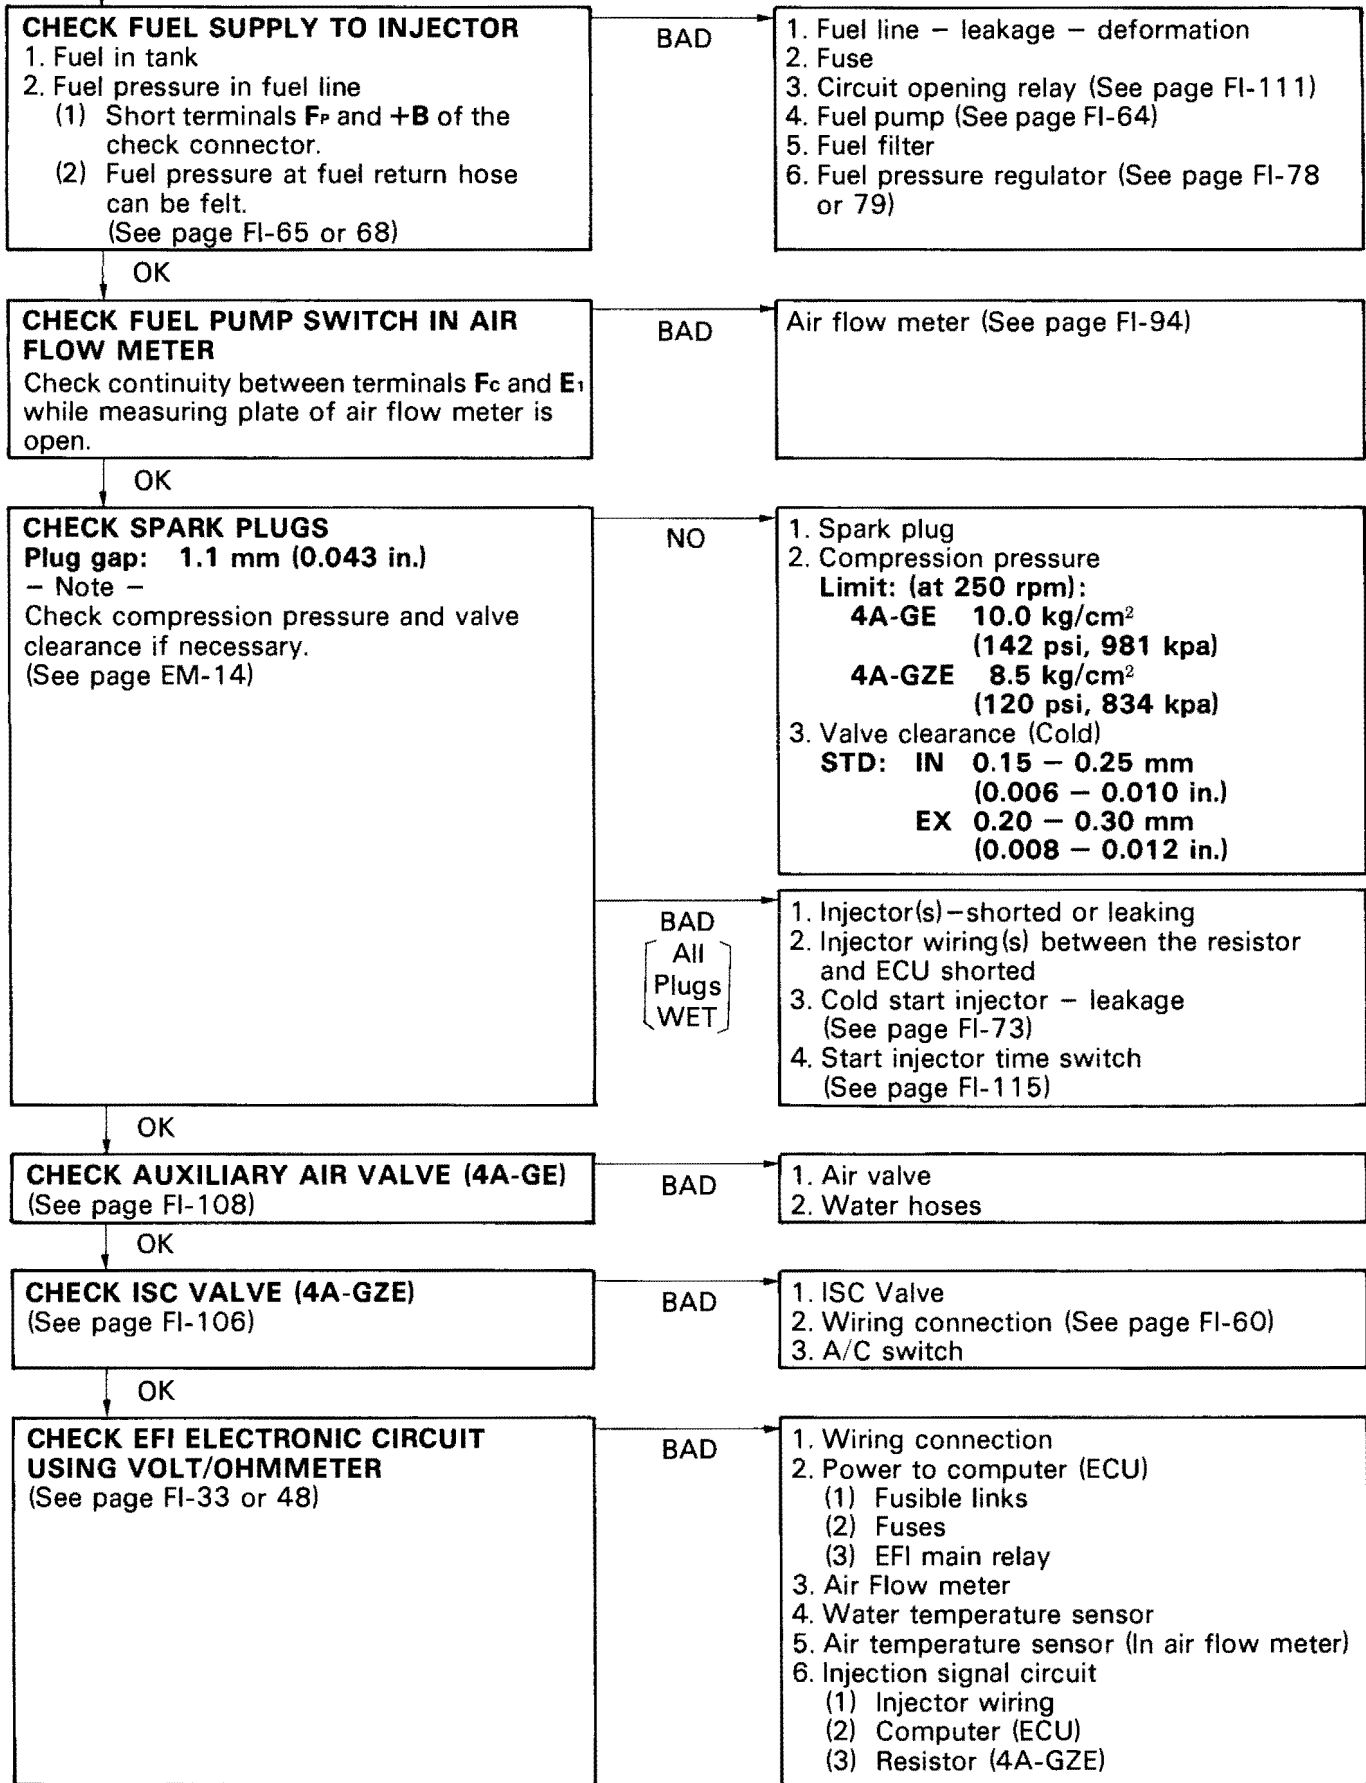 CHECK FUEL SUPPLY TO INJECTOR
1. Fuel in tank
2. Fuel pressure in fuel line
(1) Short terminals FP and +B of the
check connector.
(2) Fuel pressure at fuel return hose
can be felt.
(See page FI-65 or 68)
BAD
1. Fuel line – leakage – deformation
2. Fuse
3. Circuit opening relay (See page FI-111)
4. Fuel pump (See page FI-64)
5. Fuel filter
6. Fuel pressure regulator (See page FI-78
or 79)
OK
CHECK FUEL PUMP SWITCH IN AIR
FLOW METER
Check continuity between terminals Fc and E1
while measuring plate of air flow meter is
open.
BAD
Air flow meter (See page FI-94)
OK
CHECK SPARK PLUGS
Plug gap: 1.1 mm (0.043 in.)
– Note –
Check compression pressure and valve
clearance if necessary.
(See page EM-14)
NO
1. Spark plug
2. Compression pressure
Limit: (at 250 rpm):
4A-GE 10.0 kg/cm²
(142 psi, 981 kpa)
4A-GZE 8.5 kg/cm²
(120 psi, 834 kpa)
3. Valve clearance (Cold)
STD: IN 0.15 – 0.25 mm
(0.006 – 0.010 in.)
EX 0.20 – 0.30 mm
(0.008 – 0.012 in.)
BAD
All
Plugs
WET
1. Injector(s)–shorted or leaking
2. Injector wiring(s) between the resistor
and ECU shorted
3. Cold start injector – leakage
(See page FI-73)
4. Start injector time switch
(See page FI-115)
OK
CHECK AUXILIARY AIR VALVE (4A-GE)
(See page FI-108)
BAD
1. Air valve
2. Water hoses
OK
CHECK ISC VALVE (4A-GZE)
(See page FI-106)
BAD
1. ISC Valve
2. Wiring connection (See page FI-60)
3. A/C switch
OK
CHECK EFI ELECTRONIC CIRCUIT
USING VOLT/OHMMETER
(See page FI-33 or 48)
BAD
1. Wiring connection
2. Power to computer (ECU)
(1) Fusible links
(2) Fuses
(3) EFI main relay
3. Air Flow meter
4. Water temperature sensor
5. Air temperature sensor (In air flow meter)
6. Injection signal circuit
(1) Injector wiring
(2) Computer (ECU)
(3) Resistor (4A-GZE)